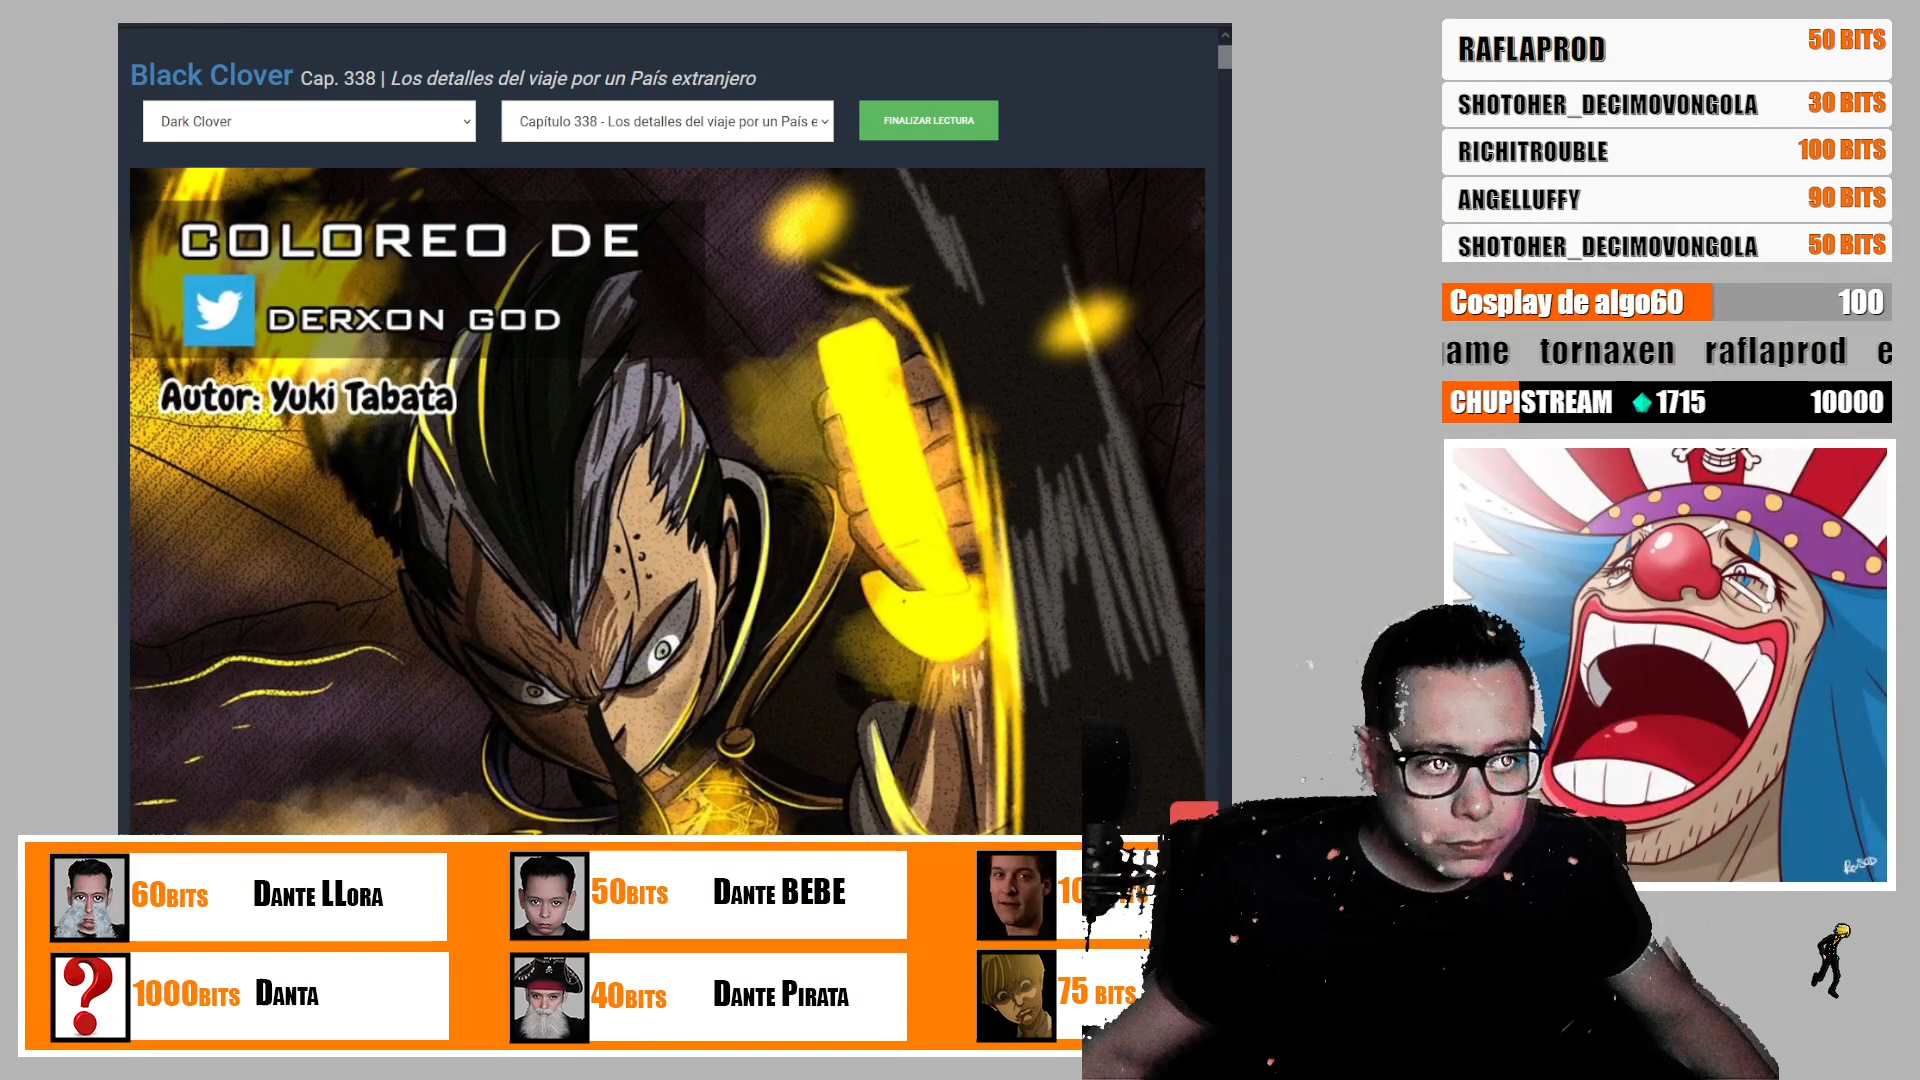 Black Clover Cap. 338 | Los detalles del viaje por un País extranjero
Dark Clover
Capítulo 338 - Los detalles del viaje por un País e
FINALIZAR LECTURA
COLOREO DE
DERXON GOD
Autor: Yuki Tabata
RAFLAPROD 50 BITS
SHOTOHER_DECIMOVONGOLA 30 BITS
RICHITROUBLE 100 BITS
ANGELLUFFY 90 BITS
SHOTOHER_DECIMOVONGOLA 50 BITS
Cosplay de algo60 100
ame tornaxen raflaprod e
CHUPISTREAM 1715 10000
60BITS DANTE LLORA
50BITS DANTE BEBE
1000BITS DANTA
40BITS DANTE PIRATA
75 BITS